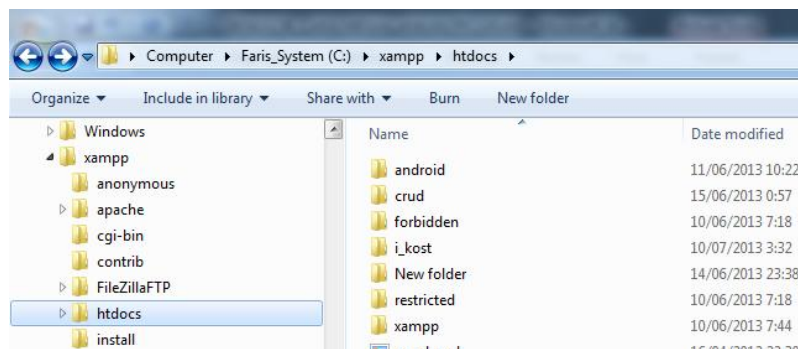 Computer Faris_System (C:) xampp htdocs
Organize Include in library Share with Burn New folder
Windows
xampp
anonymous
apache
cgi-bin
contrib
FileZillaFTP
htdocs
install
Name Date modified
android 11/06/2013 10:22
crud 15/06/2013 0:57
forbidden 10/06/2013 7:18
i_kost 10/07/2013 3:32
New folder 14/06/2013 23:38
restricted 10/06/2013 7:18
xampp 10/06/2013 7:44